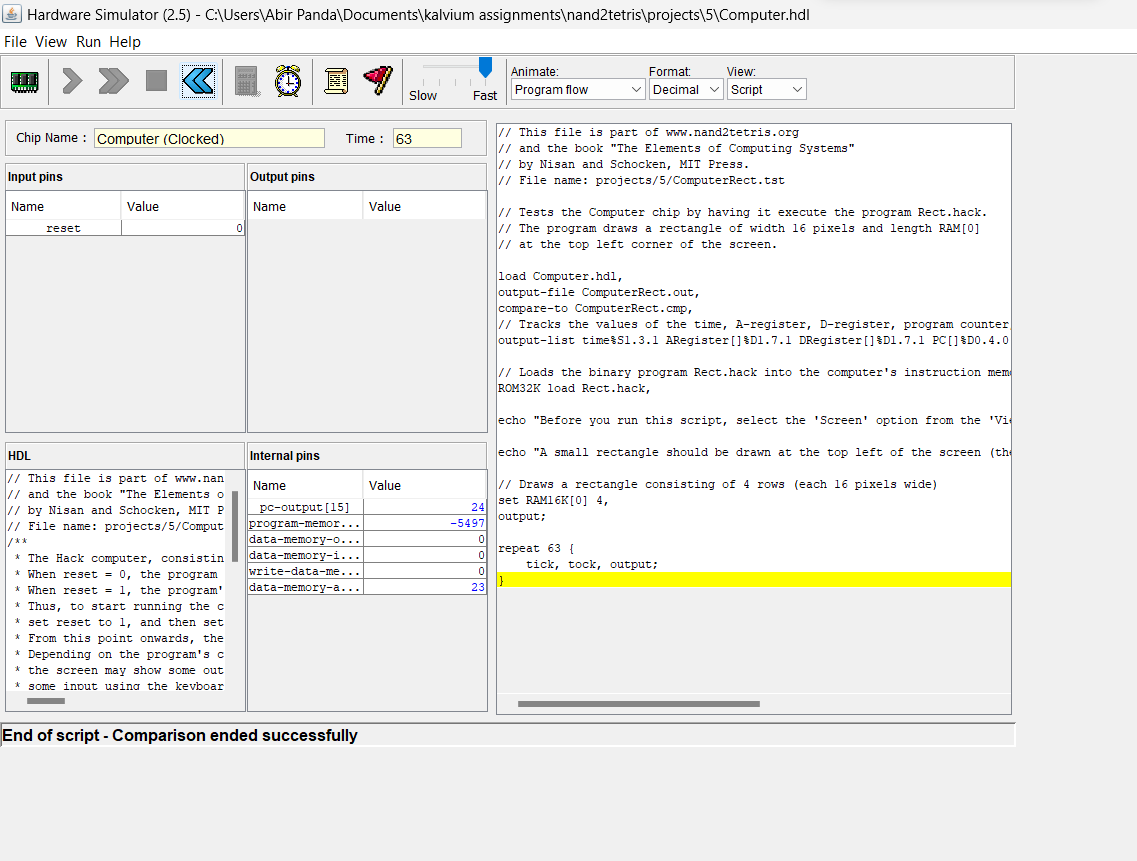 Hardware Simulator (2.5) - C:\Users\Abir Panda\Documents\kalvium assignments\nand2tetris\projects\5\Computer.hdl
File View Run Help
Slow Fast
Animate:
Program flow
Format:
Decimal
View:
Script
Chip Name : Computer (Clocked) Time : 63
Input pins
Name Value
reset 0
Output pins
Name Value
HDL
// This file is part of www.nan
// and the book "The Elements o
// by Nisan and Schocken, MIT P
// File name: projects/5/Comput
/**
* The Hack computer, consistin
* When reset = 0, the program
* When reset = 1, the program'
* Thus, to start running the c
* set reset to 1, and then set
* From this point onwards, the
* Depending on the program's c
* the screen may show some out
* some input using the keyboar
Internal pins
Name Value
pc-output[15] 24
program-memor... -5497
data-memory-o... 0
data-memory-i... 0
write-data-me... 0
data-memory-a... 23
// This file is part of www.nand2tetris.org
// and the book "The Elements of Computing Systems"
// by Nisan and Schocken, MIT Press.
// File name: projects/5/ComputerRect.tst
// Tests the Computer chip by having it execute the program Rect.hack.
// The program draws a rectangle of width 16 pixels and length RAM[0]
// at the top left corner of the screen.
load Computer.hdl,
output-file ComputerRect.out,
compare-to ComputerRect.cmp,
// Tracks the values of the time, A-register, D-register, program counter,
output-list time%S1.3.1 ARegister[]%D1.7.1 DRegister[]%D1.7.1 PC[]%D0.4.0
// Loads the binary program Rect.hack into the computer's instruction mem
ROM32K load Rect.hack,
echo "Before you run this script, select the 'Screen' option from the 'Vie
echo "A small rectangle should be drawn at the top left of the screen (the
// Draws a rectangle consisting of 4 rows (each 16 pixels wide)
set RAM16K[0] 4,
output;
repeat 63 {
tick, tock, output;
}
End of script - Comparison ended successfully